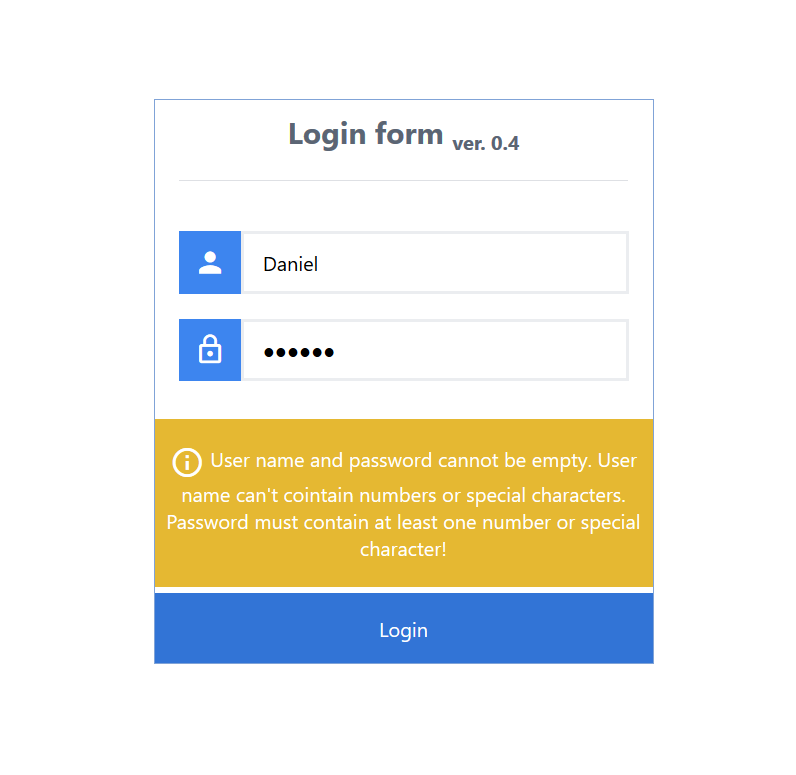 Login form ver. 0.4
Daniel
••••••
User name and password cannot be empty. User
name can't cointain numbers or special characters.
Password must contain at least one number or special
character!
Login